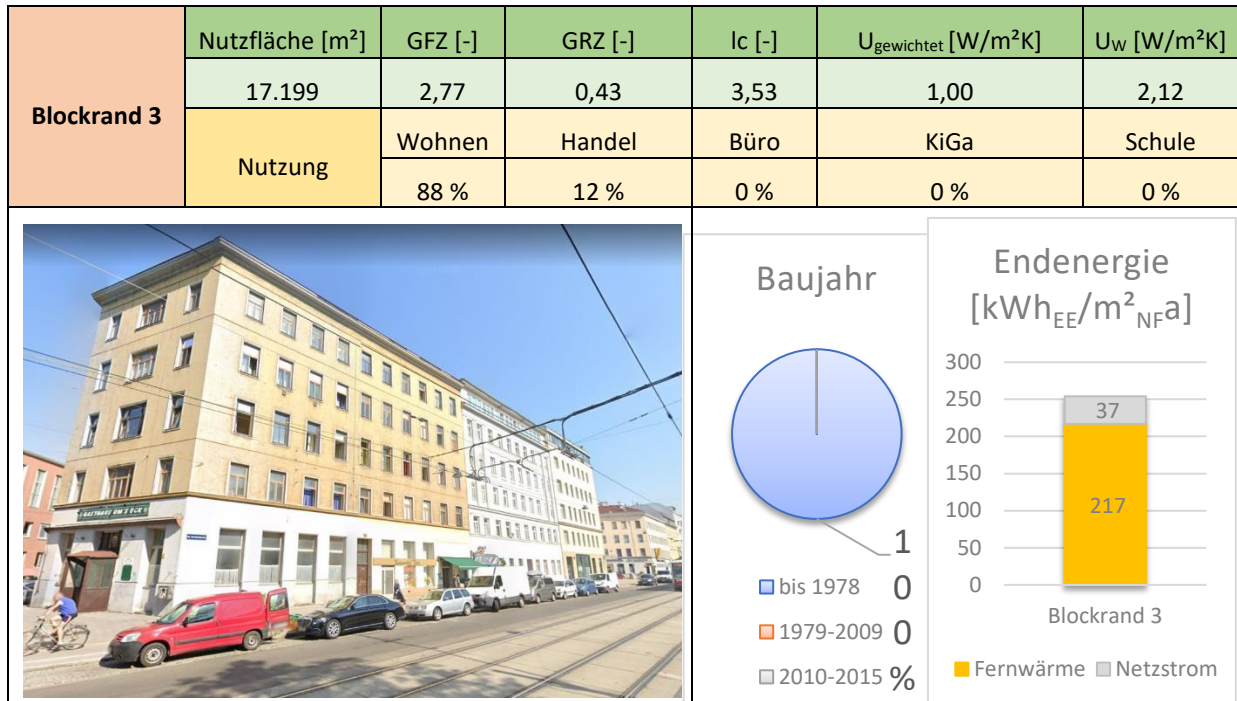 Blockrand 3
Nutzfläche [m²] GFZ [-] GRZ [-] lc [-] Ugewichtet [W/m²K] UW [W/m²K]
17.199 2,77 0,43 3,53 1,00 2,12
Nutzung
Wohnen Handel Büro KiGa Schule
88 % 12 % 0 % 0 % 0 %
GASTHAUS UM'S ECK
Baujahr
1
0
0
%
bis 1978
1979-2009
2010-2015
Endenergie
[kWhEE/m²NFa]
300
250
200
150
100
50
0
37
217
Blockrand 3
Fernwärme Netzstrom